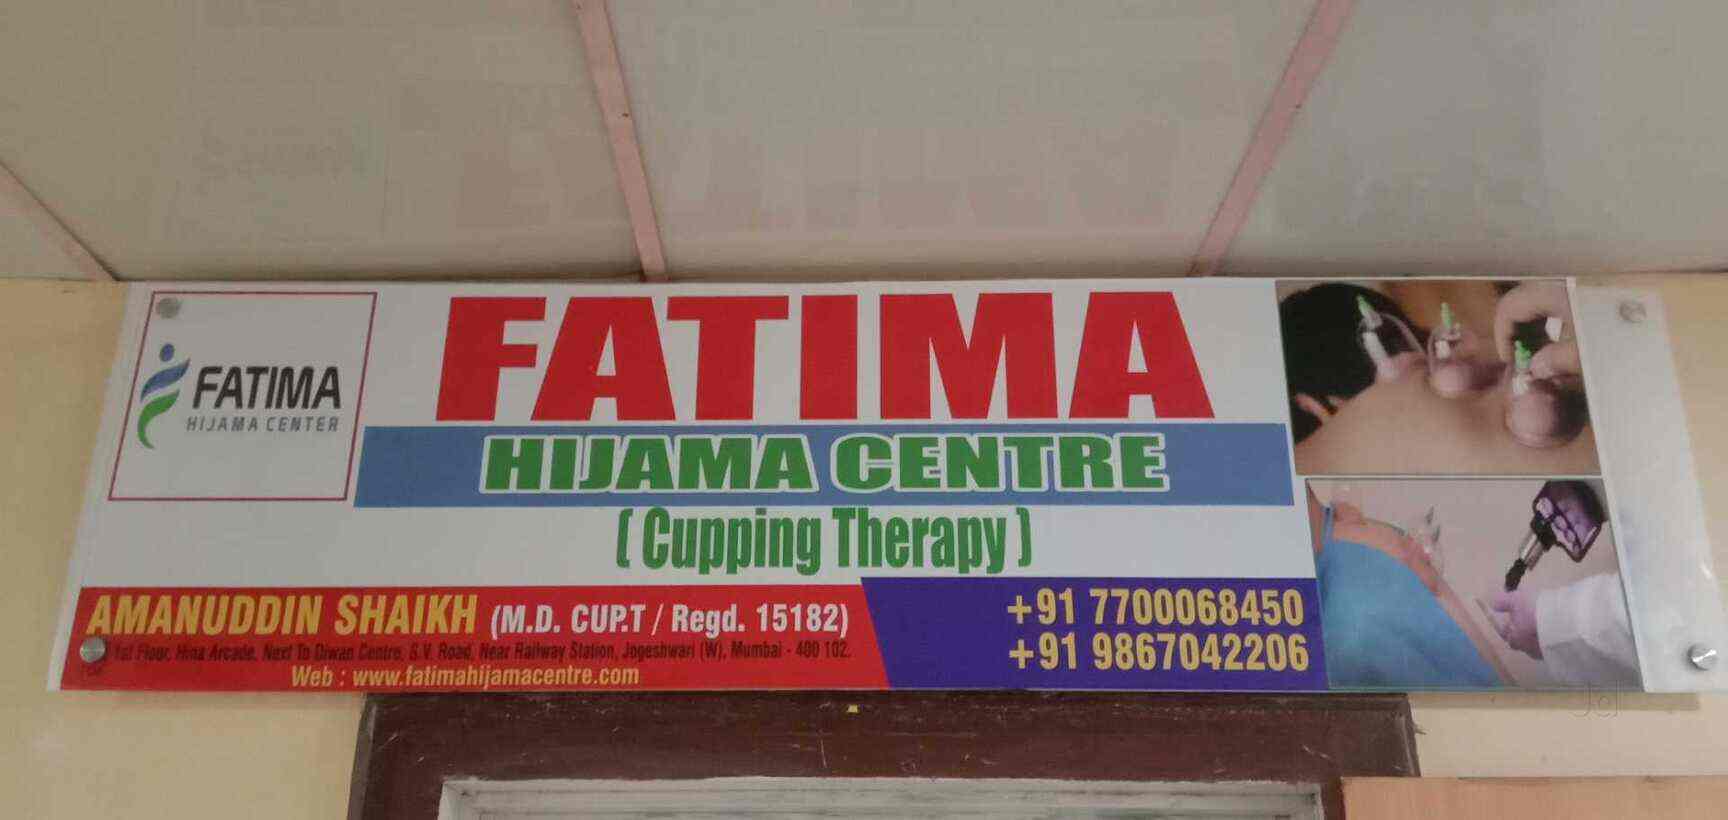 FATIMA
HIJAMA CENTER
FATIMA
HIJAMA CENTRE
( Cupping Therapy )
AMANUDDIN SHAIKH (M.D. CUP.T / Regd. 15182)
1st Floor, Hina Arcade, Next To Diwan Centre, S.V. Road, Near Railway Station, Jogeshwari (W), Mumbai - 400 102.
Web : www.fatimahijamacentre.com
+91 7700068450
+91 9867042206
Jd